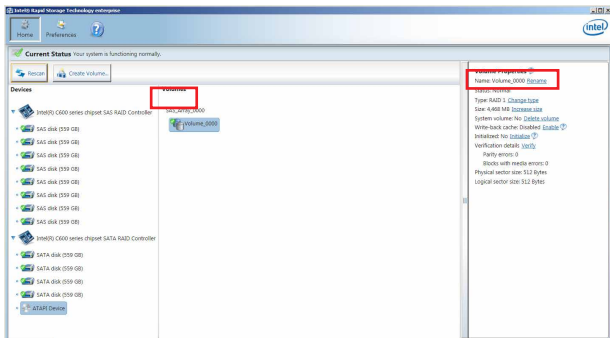 Intel® Rapid Storage Technology enterprise
Home
Preferences
intel
Current Status Your system is functioning normally.
Rescan
Create Volume...
Devices
Intel(R) C600 series chipset SAS RAID Controller
SAS disk (559 GB)
SAS disk (559 GB)
SAS disk (559 GB)
SAS disk (559 GB)
SAS disk (559 GB)
SAS disk (559 GB)
SAS disk (559 GB)
Intel(R) C600 series chipset SATA RAID Controller
SATA disk (559 GB)
SATA disk (559 GB)
SATA disk (559 GB)
SATA disk (559 GB)
ATAPI Device
Volumes
SAS_Array_0000
Volume_0000
Volume Properties
Name: Volume_0000 Rename
Status: Normal
Type: RAID 1 Change type
Size: 4,468 MB Increase size
System volume: No Delete volume
Write-back cache: Disabled Enable
Initialized: No Initialize
Verification details Verify
Parity errors: 0
Blocks with media errors: 0
Physical sector size: 512 Bytes
Logical sector size: 512 Bytes